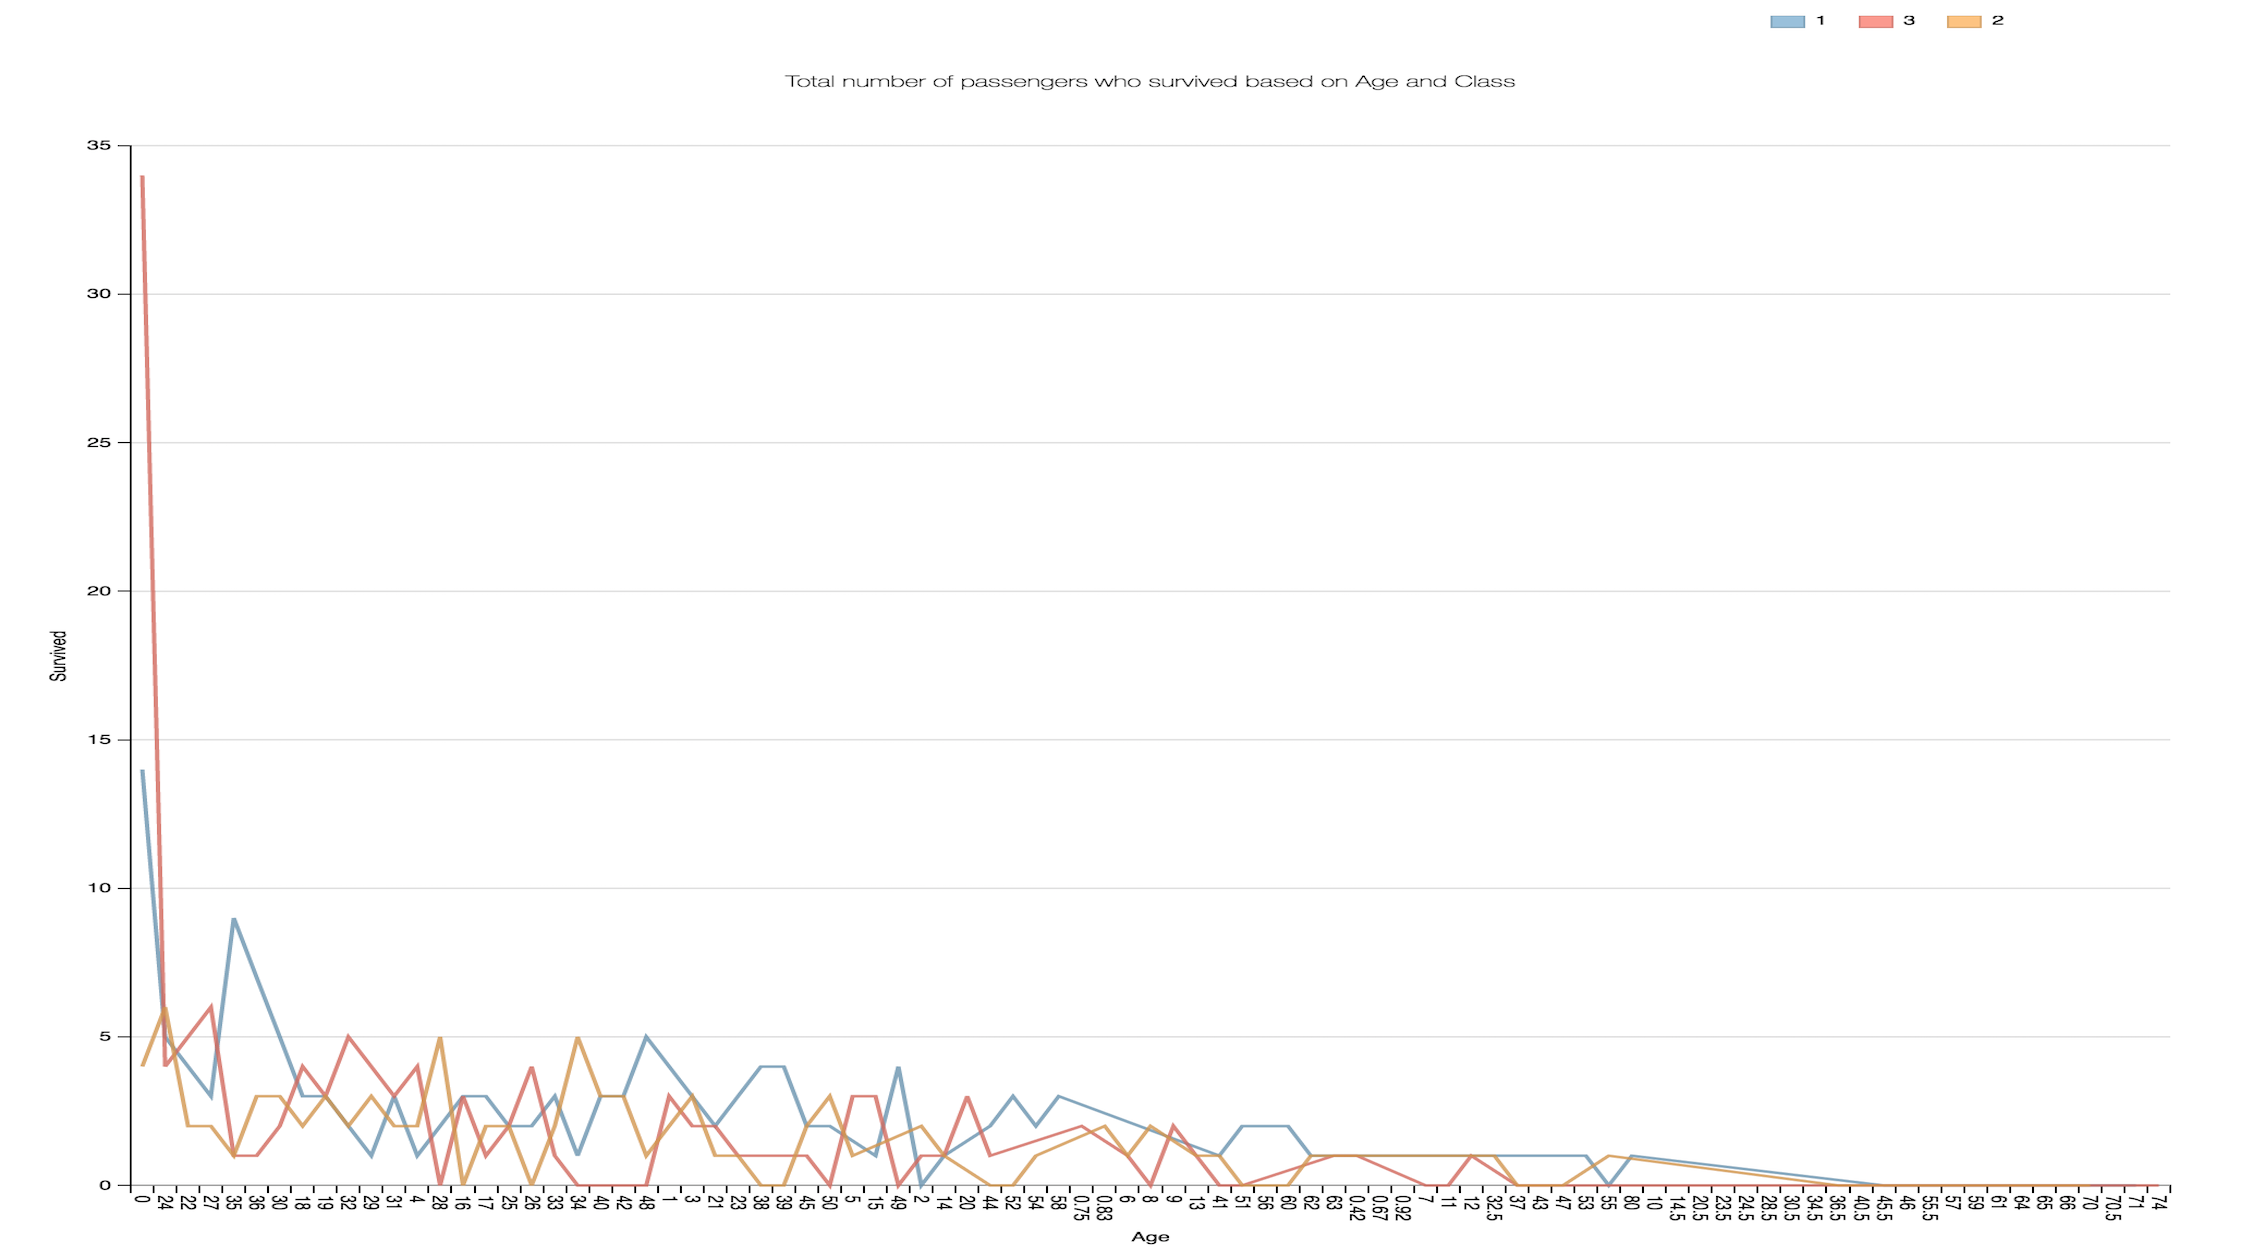 1 3 2
Total number of passengers who survived based on Age and Class
35
30
25
20
15
10
5
0
Survived
0 24 22 27 35 36 30 18 19 32 29 31 4 28 16 17 25 26 33 34 40 42 48 1 3 21 23 38 39 45 50 5 15 49 2 14 20 44 52 54 58 0.75 0.83 6 8 9 13 41 51 56 60 62 63 0.42 0.67 0.92 7 11 12 32.5 37 43 47 53 55 80 10 14.5 20.5 23.5 24.5 28.5 30.5 34.5 36.5 40.5 45.5 46 55.5 57 59 61 64 65 66 70 70.5 71 74
Age